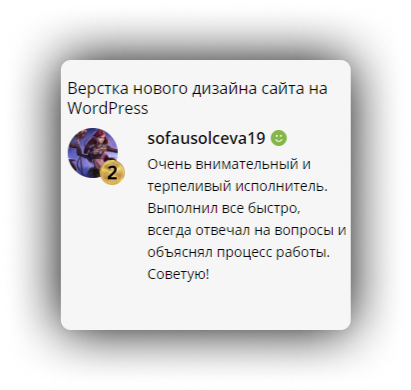 Верстка нового дизайна сайта на
WordPress
sofausolceva19
2
Очень внимательный и
терпеливый исполнитель.
Выполнил все быстро,
всегда отвечал на вопросы и
объяснял процесс работы.
Советую!